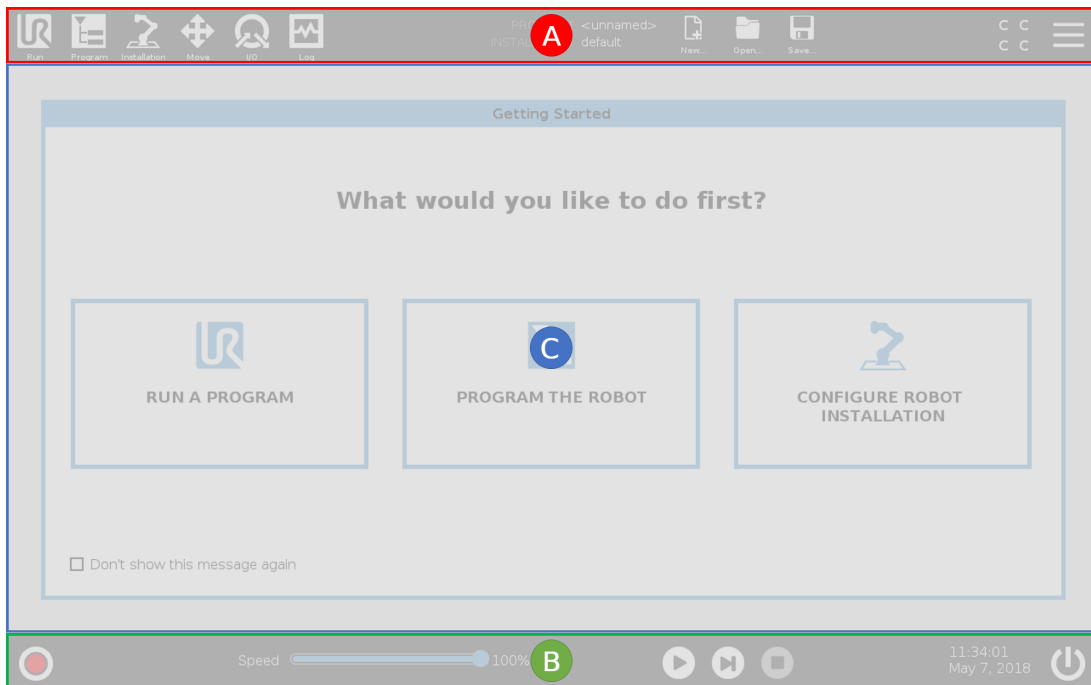 PR
<unnamed>
INSTAL
default
A
C C
C C
Run
Program
Installation
Move
I/O
Log
New...
Open...
Save...
Getting Started
What would you like to do first?
C
RUN A PROGRAM
PROGRAM THE ROBOT
CONFIGURE ROBOT
INSTALLATION
Don't show this message again
Speed
100%
B
11:34:01
May 7, 2018